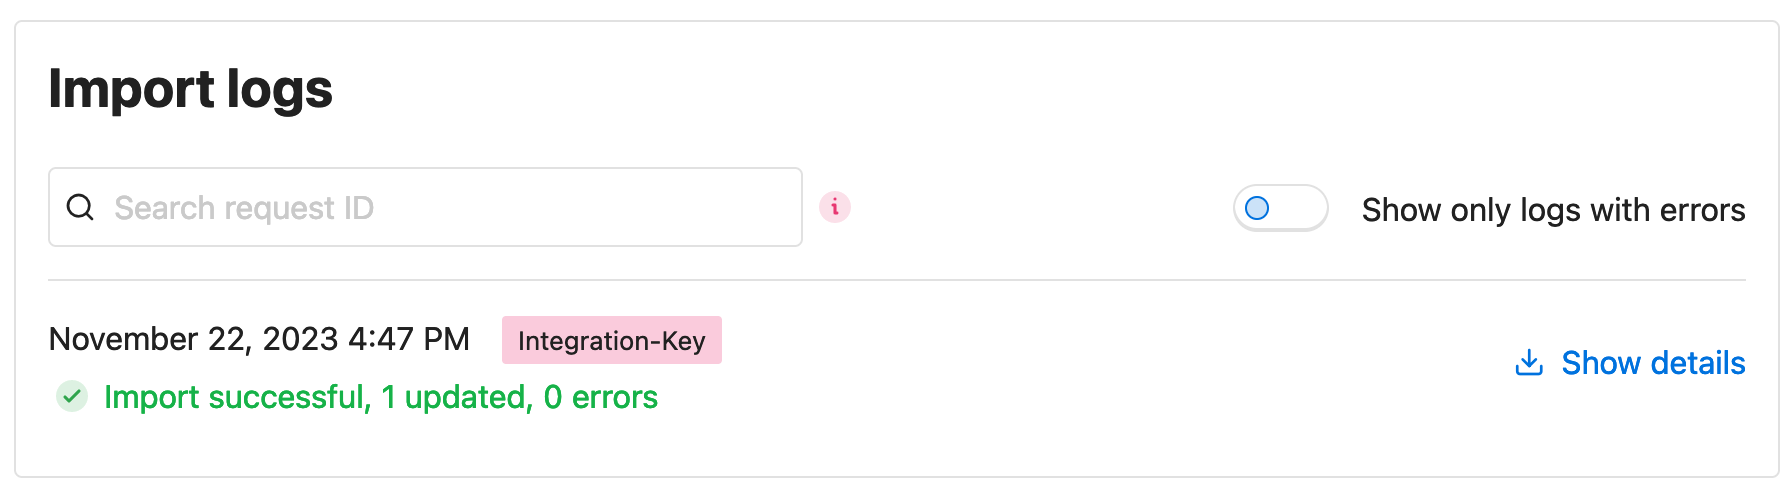 Import logs
Search request ID
Show only logs with errors
November 22, 2023 4:47 PM
Integration-Key
Import successful, 1 updated, 0 errors
Show details